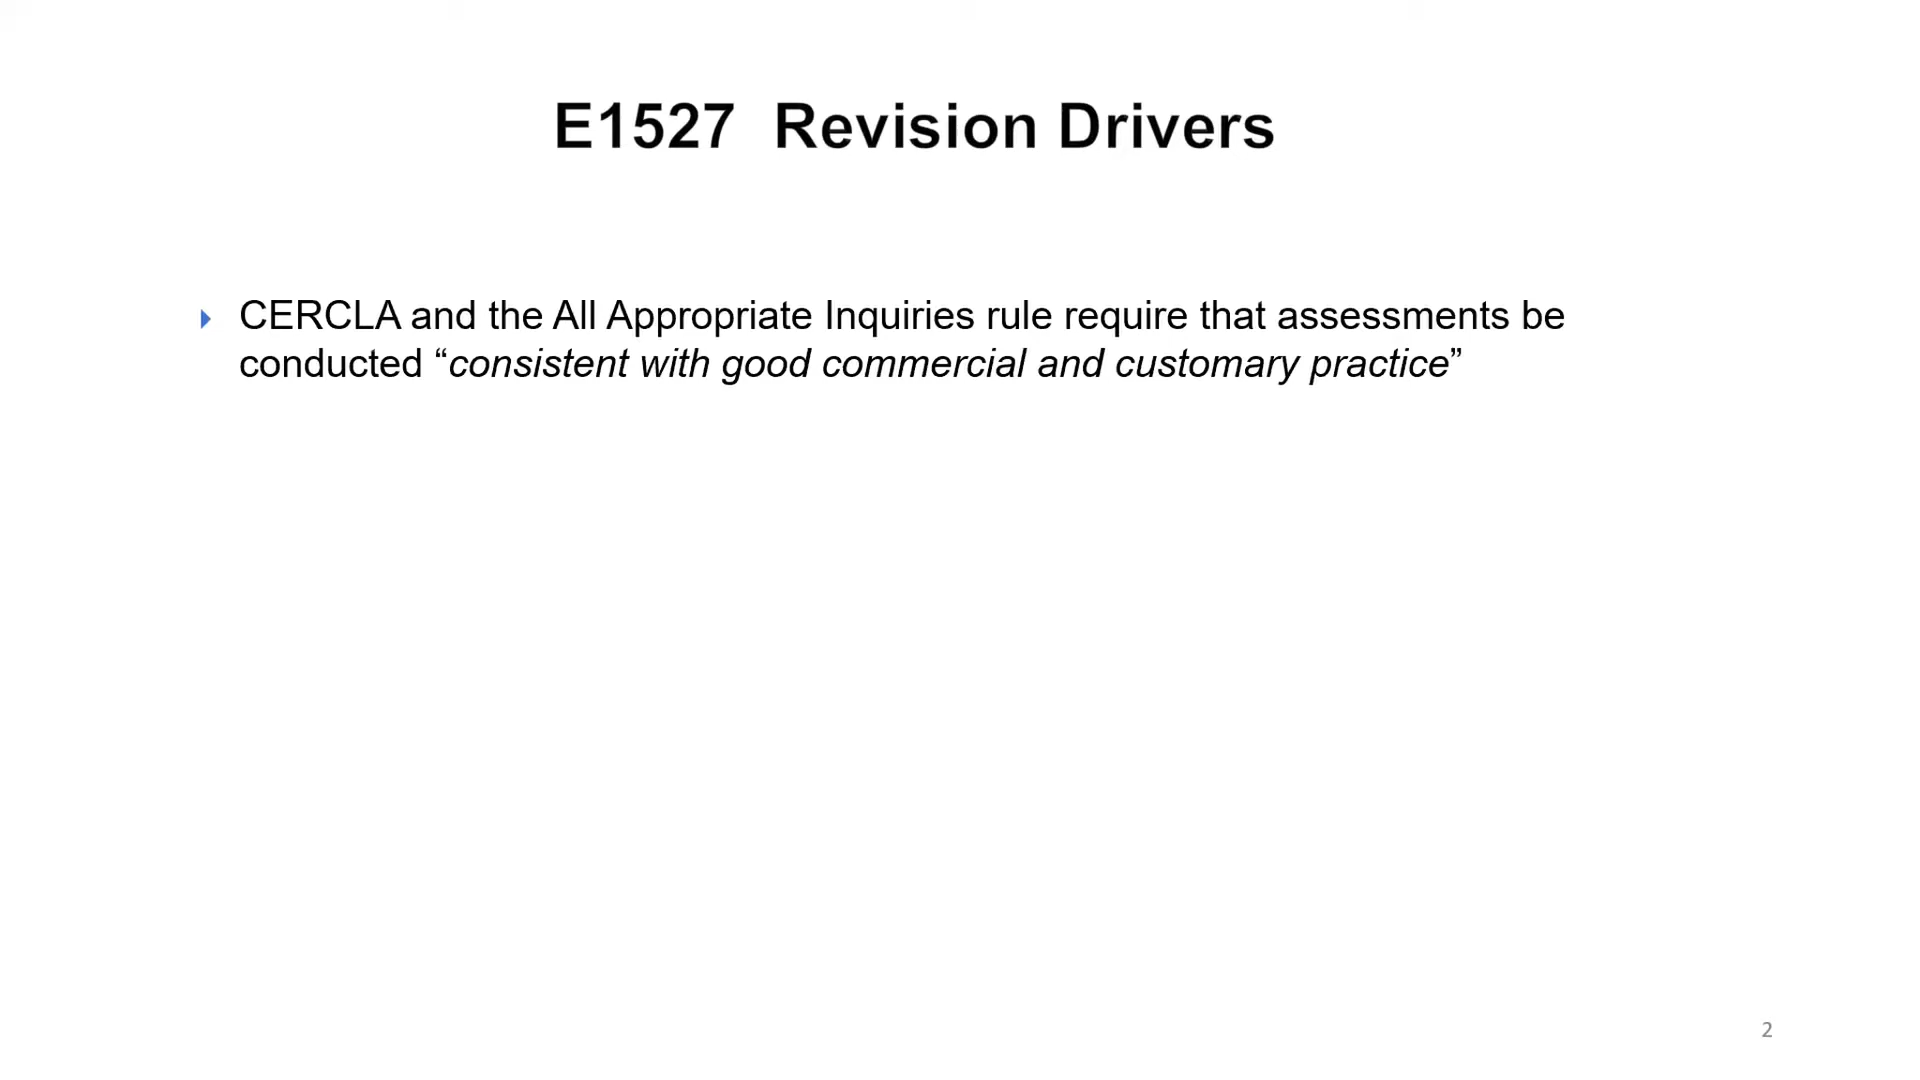 E1527  Revision Drivers
CERCLA and the All Appropriate Inquiries rule require that assessments be
conducted “consistent with good commercial and customary practice”
2